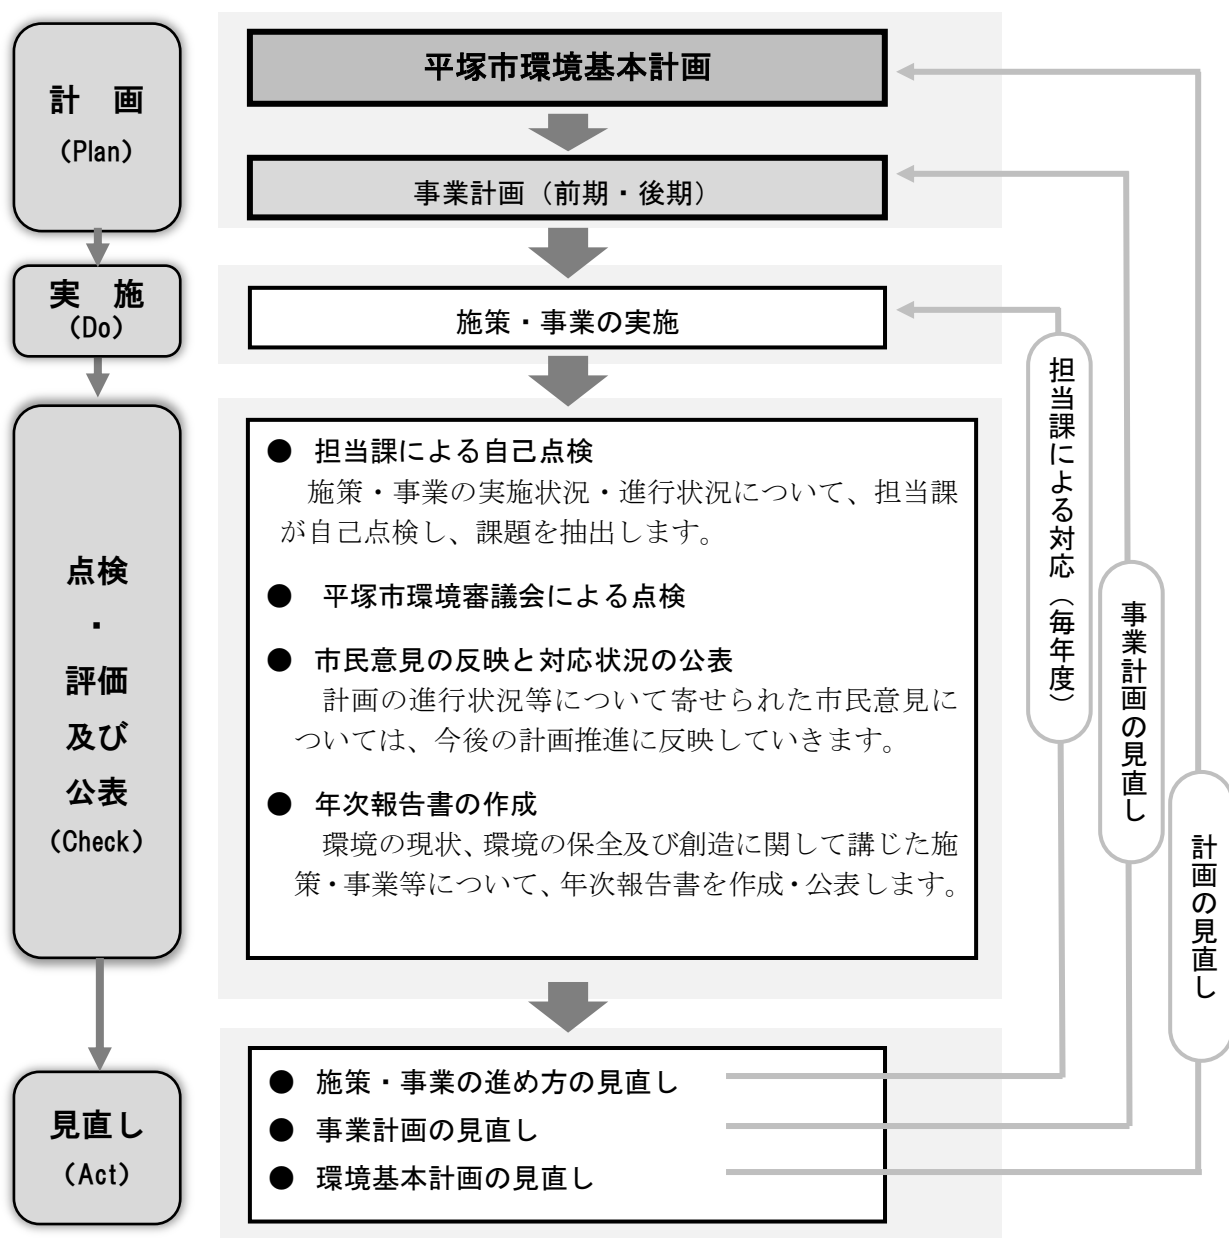 計　画
（Plan）
平塚市環境基本計画
事業計画（前期・後期）
実　施
（Do）
施策・事業の実施
点検
・
評価
及び
公表
（Check）
● 担当課による自己点検
施策・事業の実施状況・進行状況について、担当課
が自己点検し、課題を抽出します。
● 平塚市環境審議会による点検
● 市民意見の反映と対応状況の公表
計画の進行状況等について寄せられた市民意見に
ついては、今後の計画推進に反映していきます。
● 年次報告書の作成
環境の現状、環境の保全及び創造に関して講じた施
策・事業等について、年次報告書を作成・公表します。
見直し
（Act）
● 施策・事業の進め方の見直し
● 事業計画の見直し
● 環境基本計画の見直し
担当課による対応（毎年度）
事業計画の見直し
計画の見直し